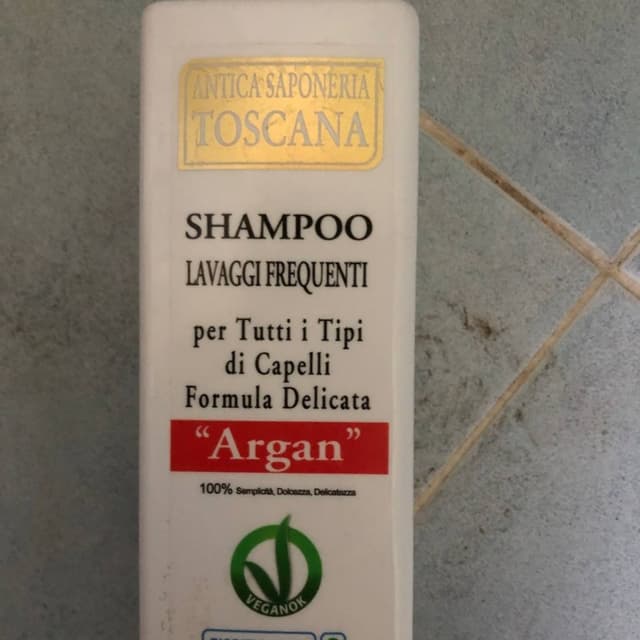 ANTICA SAPONERIA
TOSCANA
SHAMPOO
LAVAGGI FREQUENTI
per Tutti i Tipi
di Capelli
Formula Delicata
“Argan”
100% Semplicità, Dolcezza, Delicatezza
VEGANOK